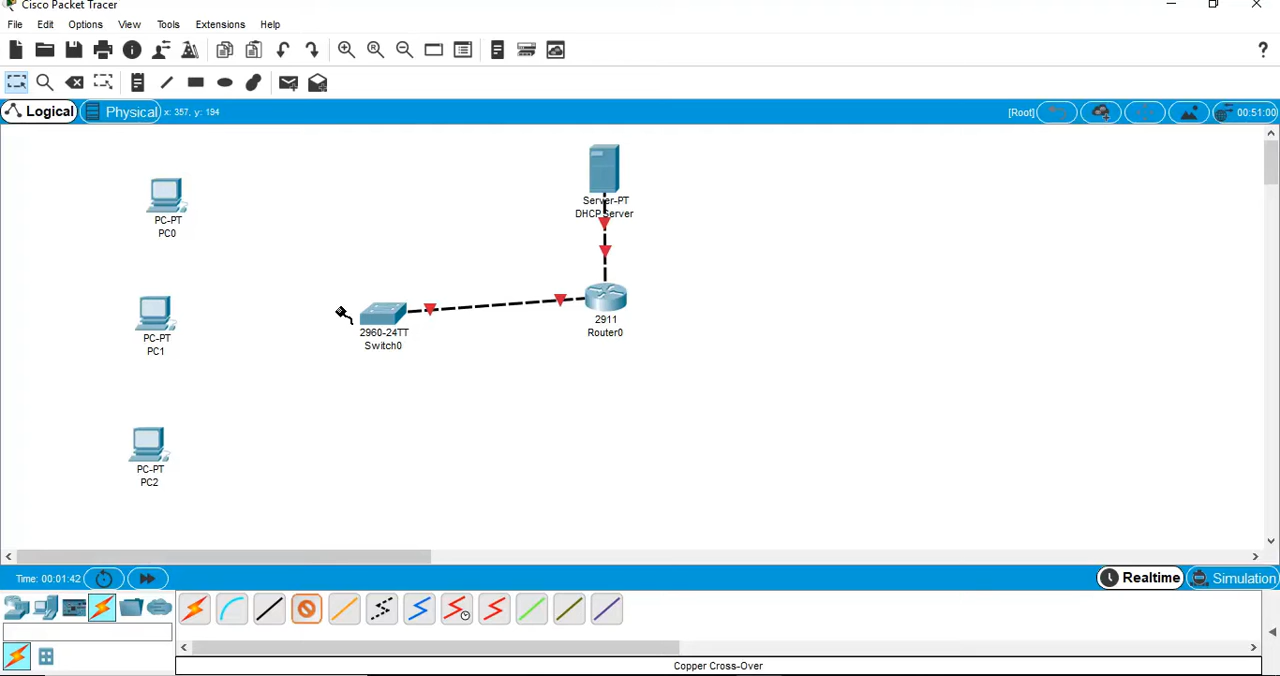 Cisco Packet Tracer
File Edit Options View Tools Extensions Help
?
Logical Physical x: 357, y: 194 [Root] 00:51:00
Server-PT
DHCP Server
PC-PT
PC0
2911
Router0
2960-24TT
Switch0
PC-PT
PC1
PC-PT
PC2
Time: 00:01:42 Realtime Simulation
Copper Cross-Over